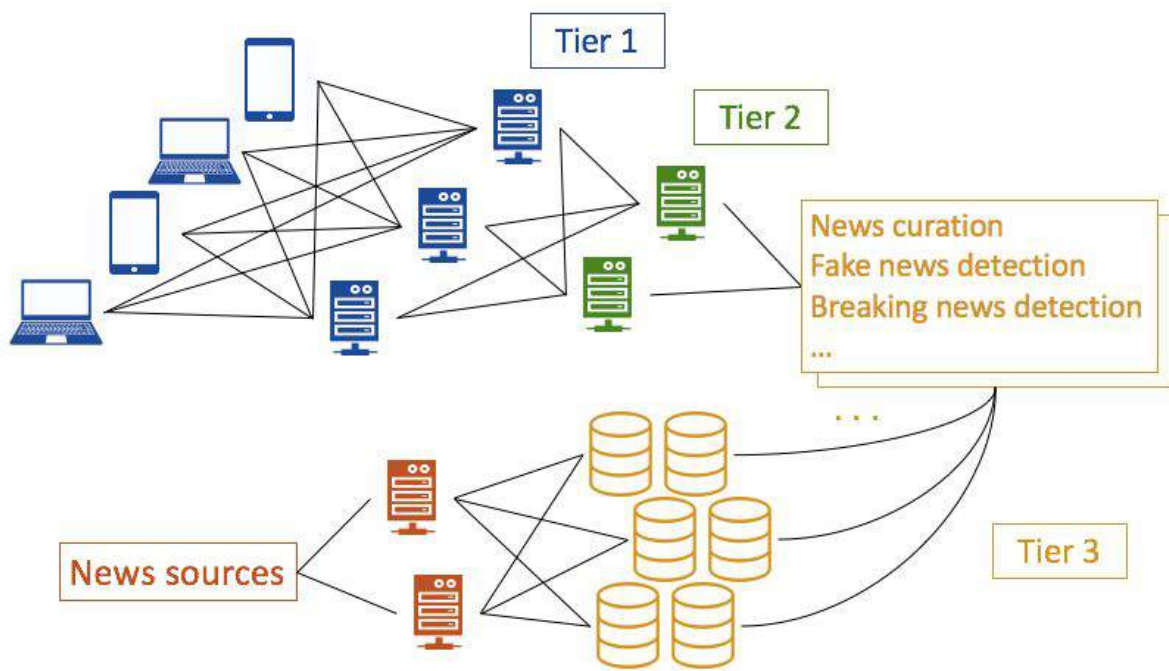 Tier 1
Tier 2
News curation
Fake news detection
Breaking news detection
...
. . .
News sources
Tier 3